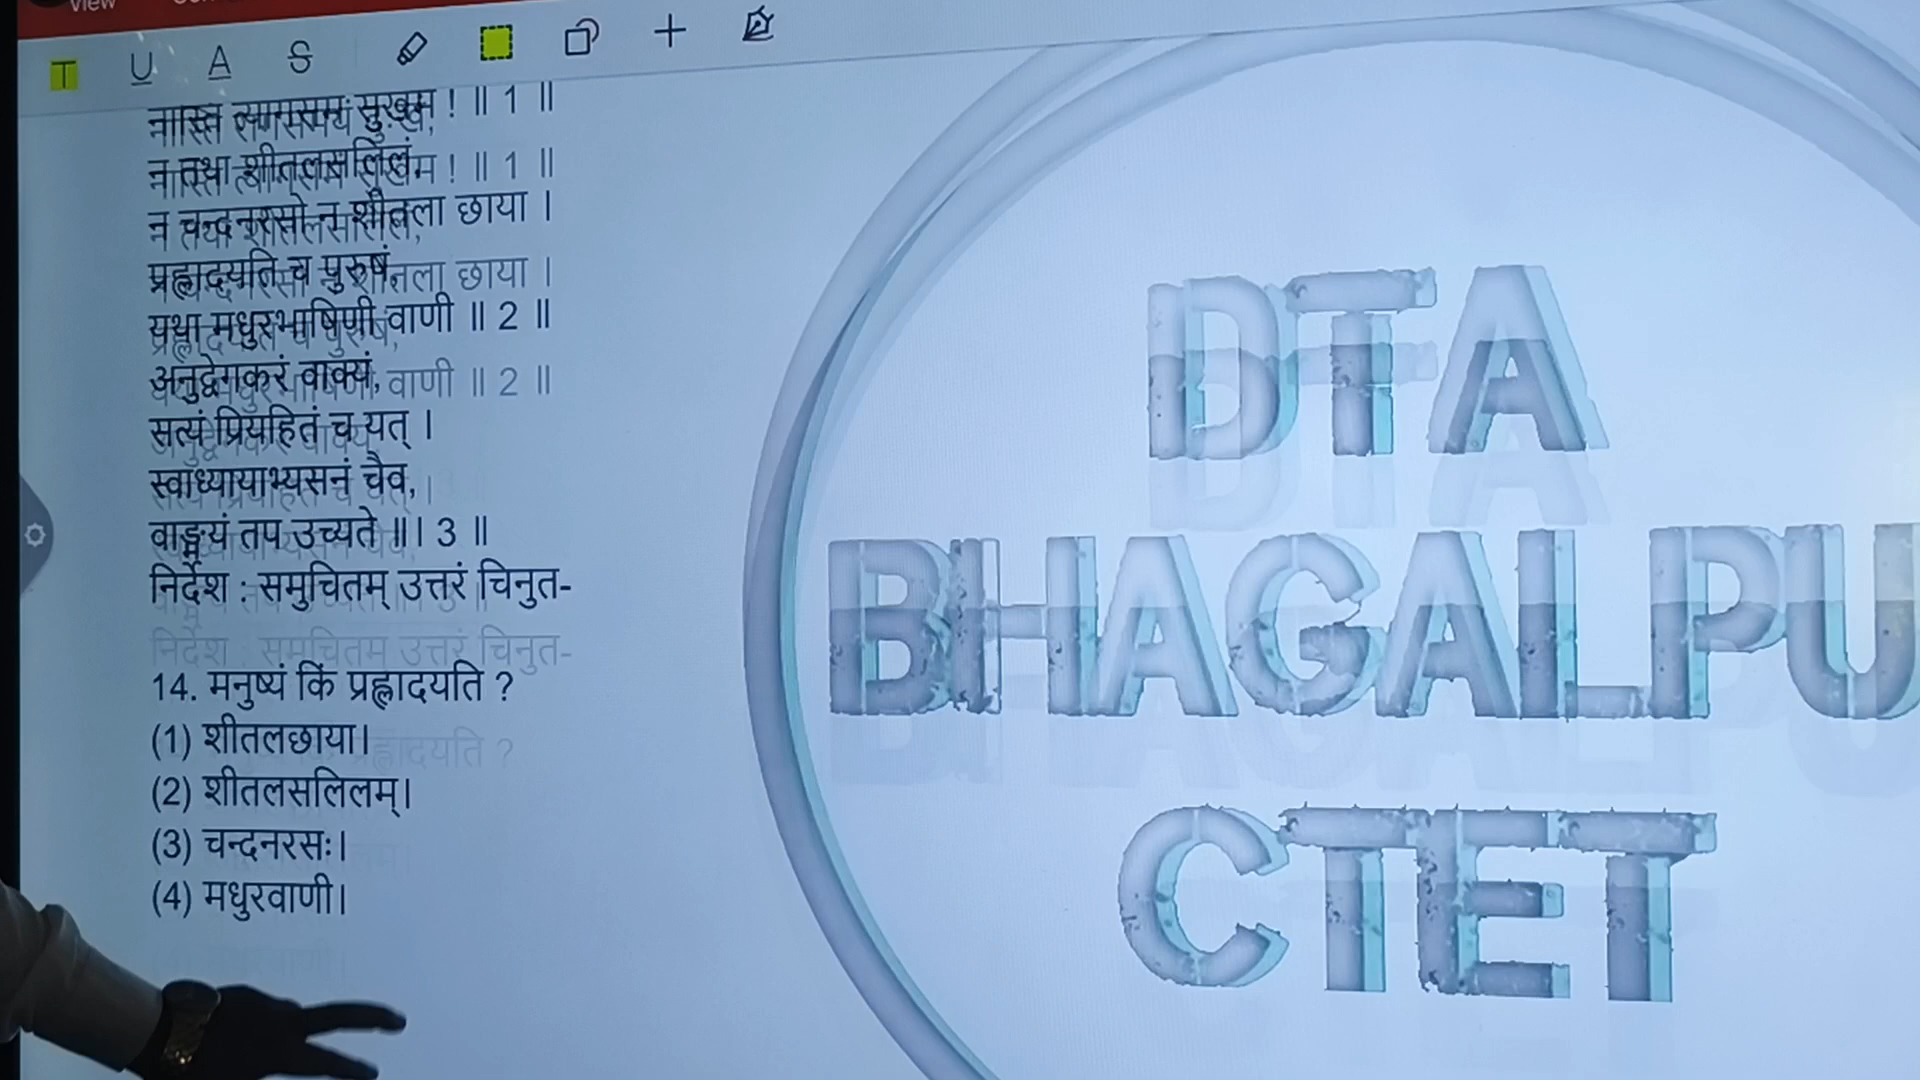 View
नास्ति त्यागसमं सुखम् ! ॥ 1 ॥
न तथा शीतलसलिलं,
न चन्दनरसो न शीतला छाया ।
प्रह्लादयति च पुरुषं,
यथा मधुरभाषिणी वाणी ॥ 2 ॥
अनुद्वेगकरं वाक्यं,
सत्यं प्रियहितं च यत् ।
स्वाध्यायाभ्यसनं चैव,
वाङ्मयं तप उच्यते ॥। 3 ॥
निर्देश : समुचितम् उत्तरं चिनुत-
14. मनुष्यं किं प्रह्लादयति ?
(1) शीतलछाया।
(2) शीतलसलिलम्।
(3) चन्दनरसः।
(4) मधुरवाणी।
DTA
BHAGALPU
CTET